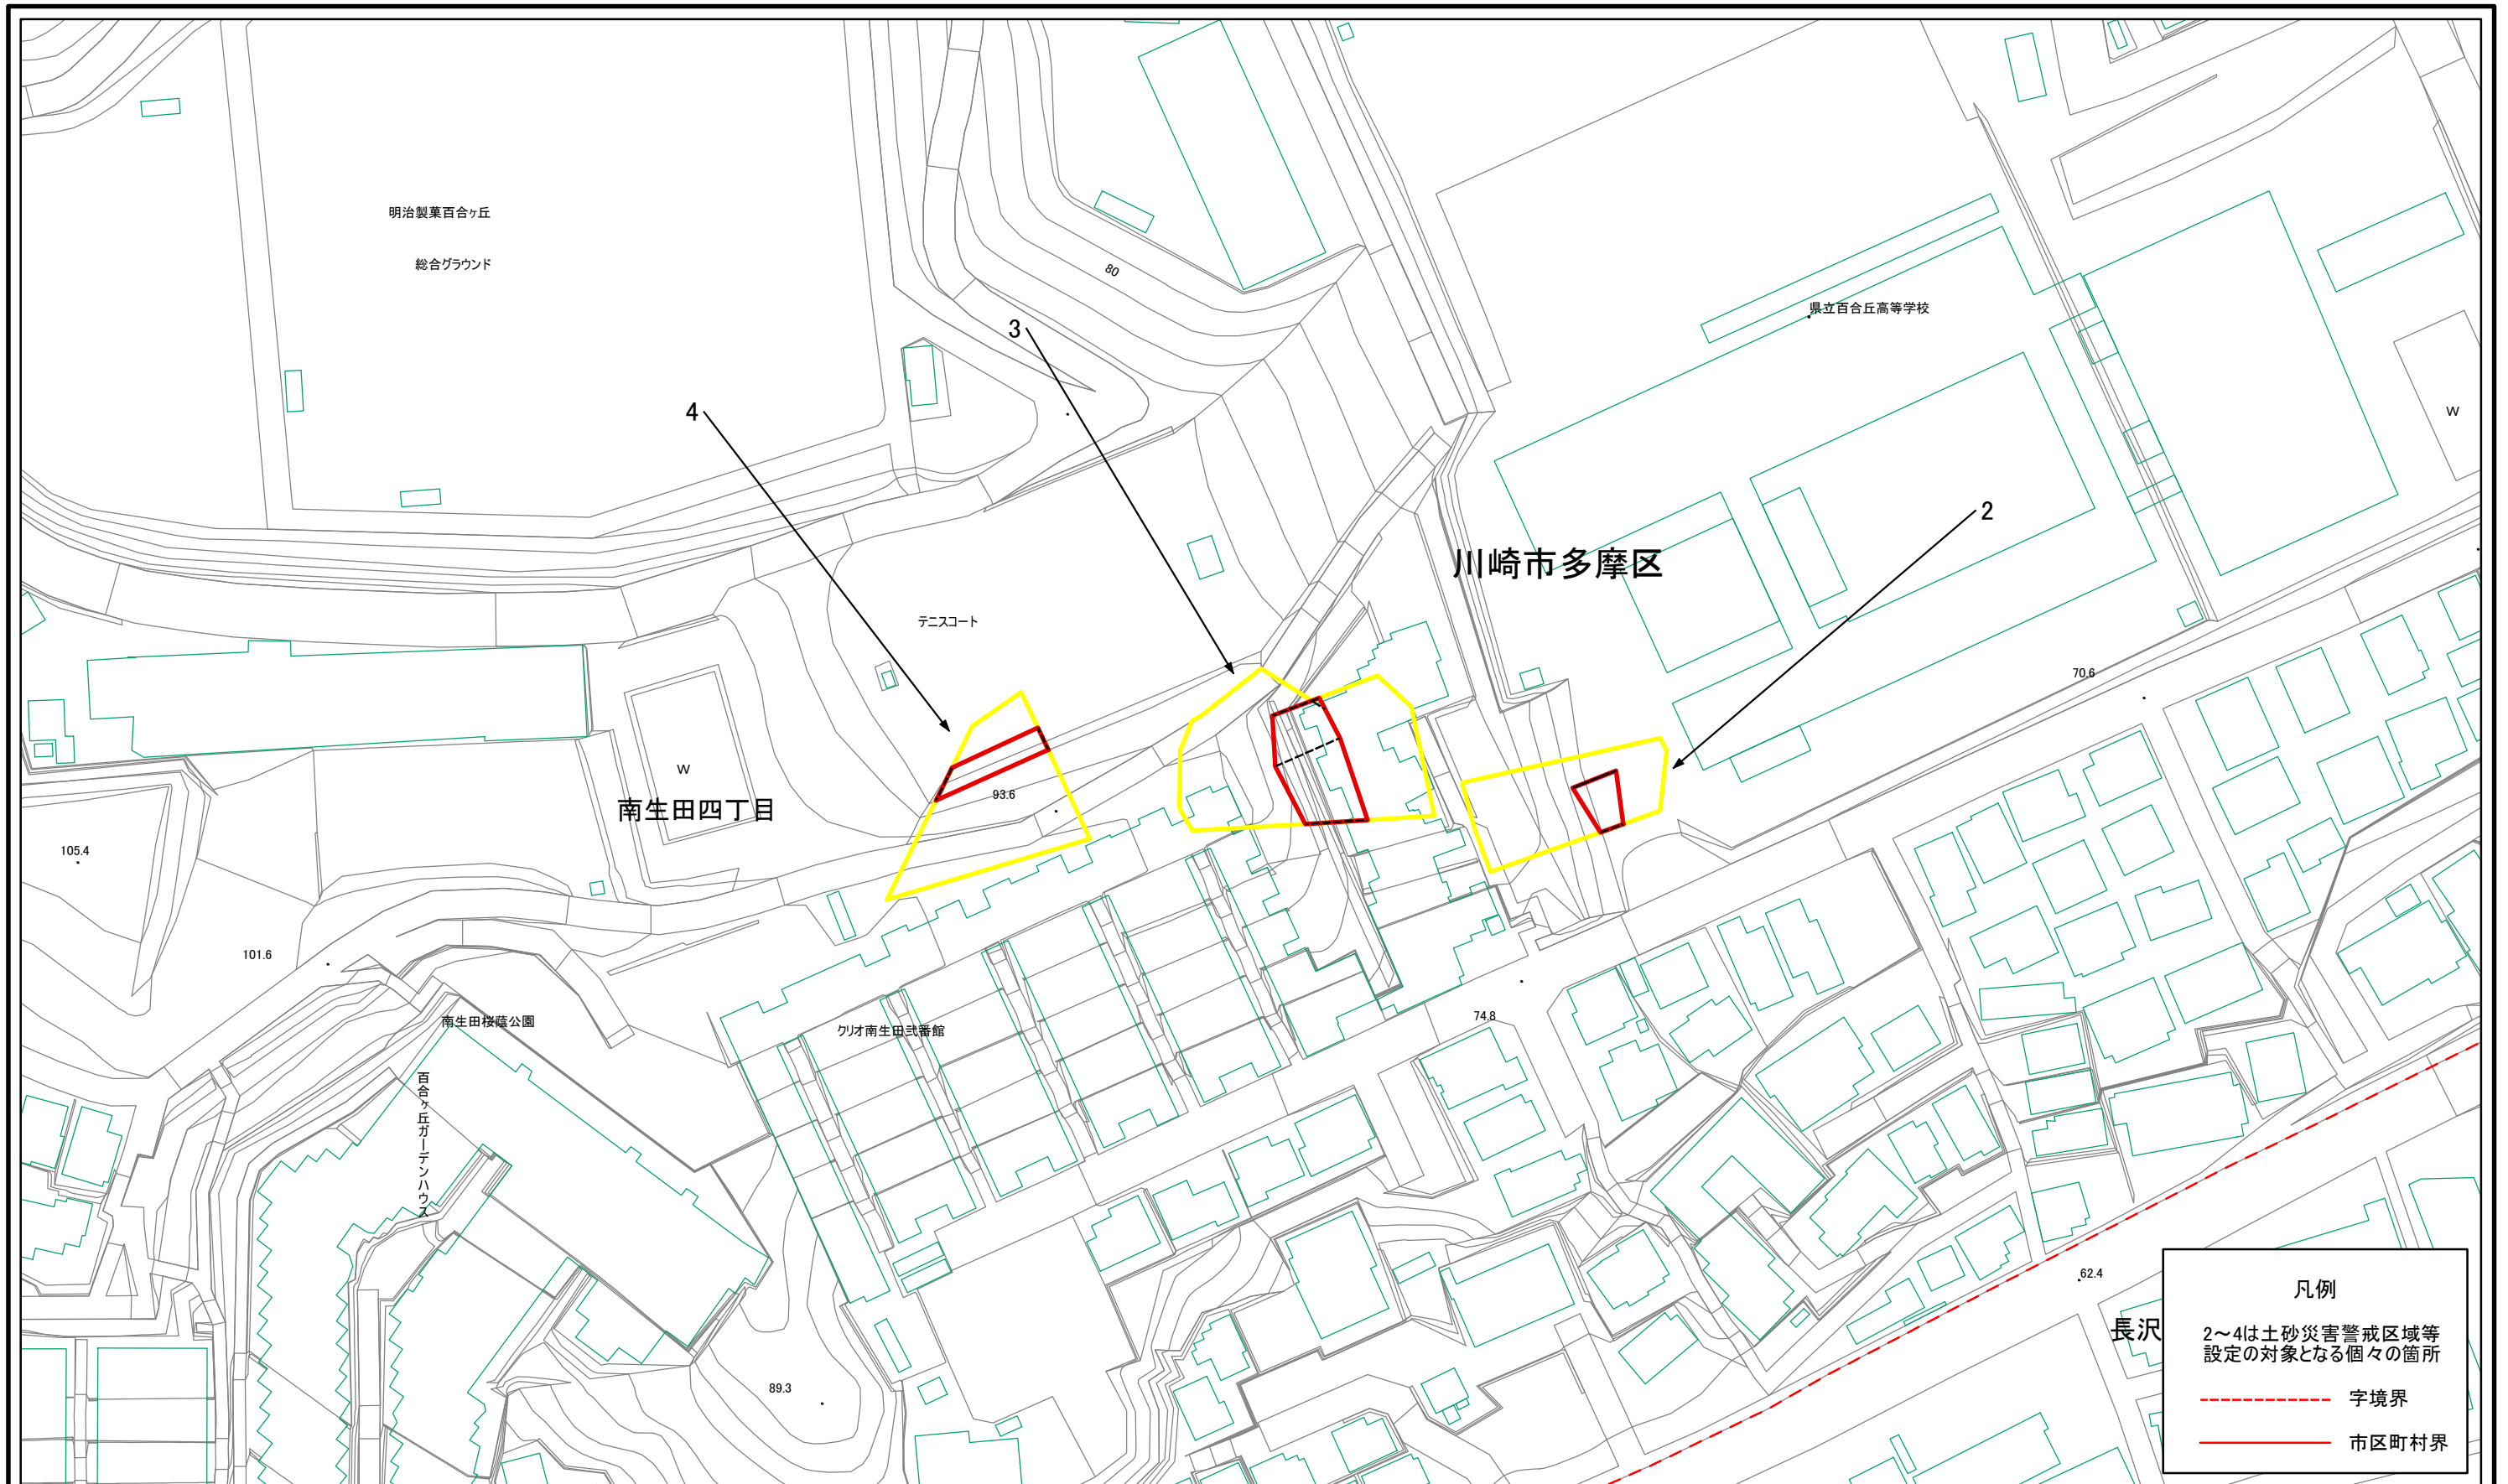 明治製菓百合ヶ丘
総合グラウンド
80
県立百合丘高等学校
3
4
W
2
川崎市多摩区
テニスコート
70.6
W
93.6
南生田四丁目
105.4
101.6
74.8
南生田桜蔭公園
クリオ南生田弐番館
百合ヶ丘ガーデンハウス
62.4
89.3
長沢
凡例
2～4は土砂災害警戒区域等
設定の対象となる個々の箇所
字境界
市区町村界